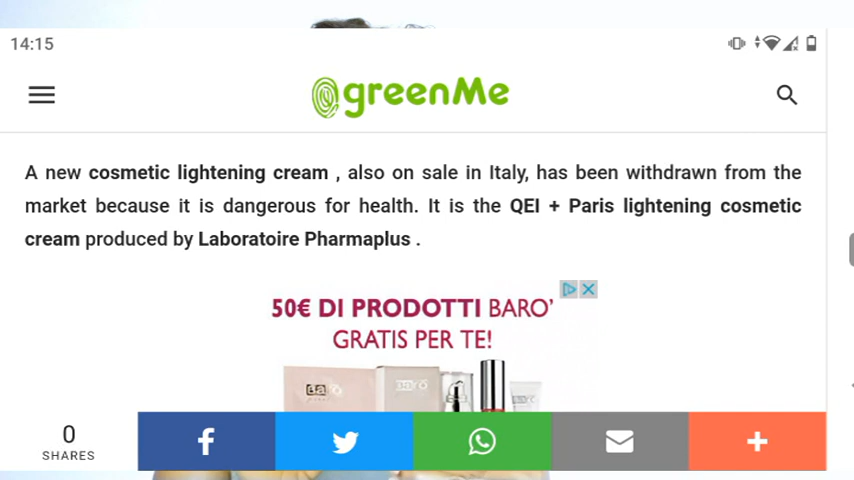 14:15
greenMe
A new cosmetic lightening cream , also on sale in Italy, has been withdrawn from the
market because it is dangerous for health. It is the QEI + Paris lightening cosmetic
cream produced by Laboratoire Pharmaplus .
50€ DI PRODOTTI BARO’
GRATIS PER TE!
0
SHARES